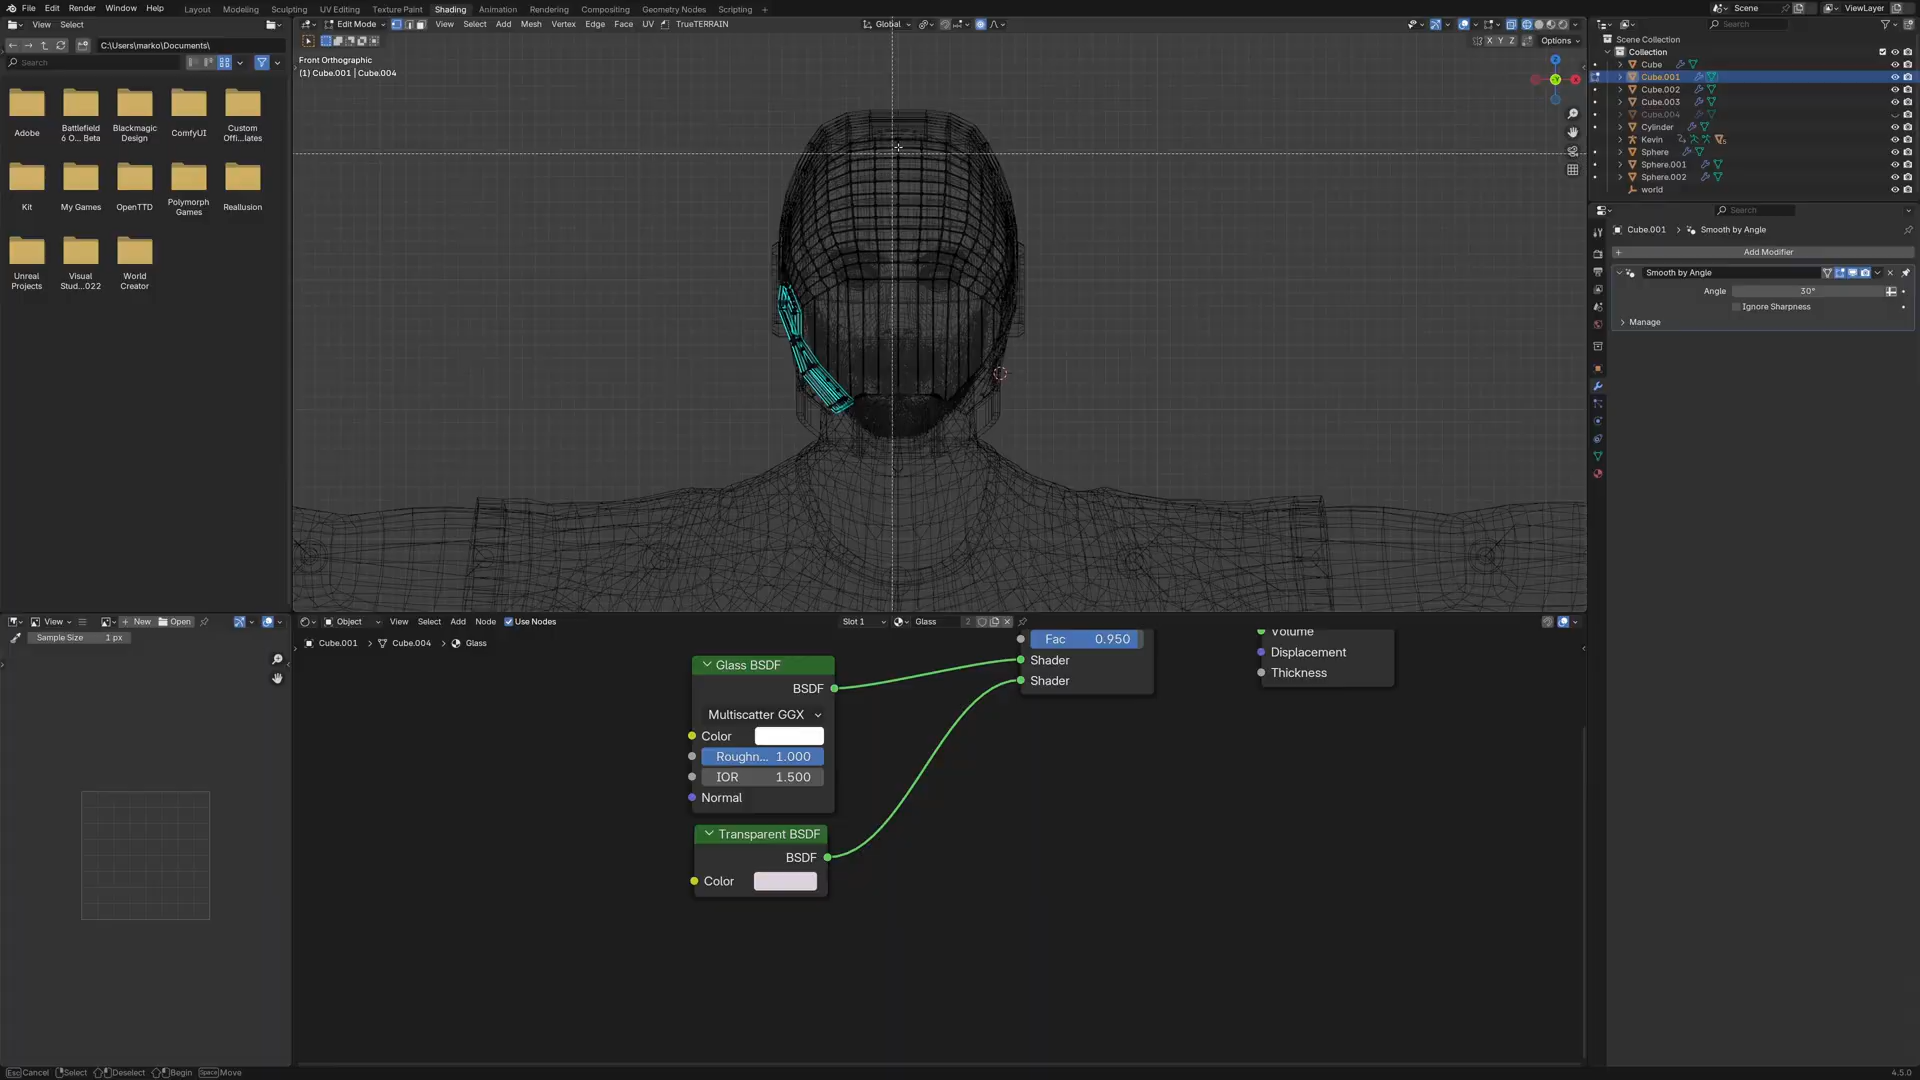 File Edit Render Window Help Layout Modeling Sculpting UV Editing Texture Paint Shading Animation Rendering Compositing Geometry Nodes Scripting + Scene ViewLayer
View Select
Edit Mode View Select Add Mesh Vertex Edge Face UV TrueTERRAIN Global
Search
C:\Users\marko\Documents\
X Y Z Options
Search
Front Orthographic
(1) Cube.001 | Cube.004
Z
Y
Adobe
Battlefield
6 O... Beta
Blackmagic
Design
ComfyUI
Custom
Offi...lates
Kit
My Games
OpenTTD
Polymorph
Games
Reallusion
Unreal
Projects
Visual
Stud...022
World
Creator
Scene Collection
Collection
Cube
Cube.001
Cube.002
Cube.003
Cube.004
Cylinder
Kevin
Sphere
Sphere.001
Sphere.002
world
Search
Cube.001 Smooth by Angle
+ Add Modifier
Smooth by Angle
Angle 30°
Ignore Sharpness
Manage
View + New Open
Sample Size 1 px
Object View Select Add Node Use Nodes Slot 1 Glass 2
Cube.001 > Cube.004 > Glass
Fac 0.950
Shader
Shader
Volume
Displacement
Thickness
Glass BSDF
BSDF
Multiscatter GGX
Color
Roughn... 1.000
IOR 1.500
Normal
Transparent BSDF
BSDF
Color
Esc Cancel Select Deselect Begin Space Move
4.5.0